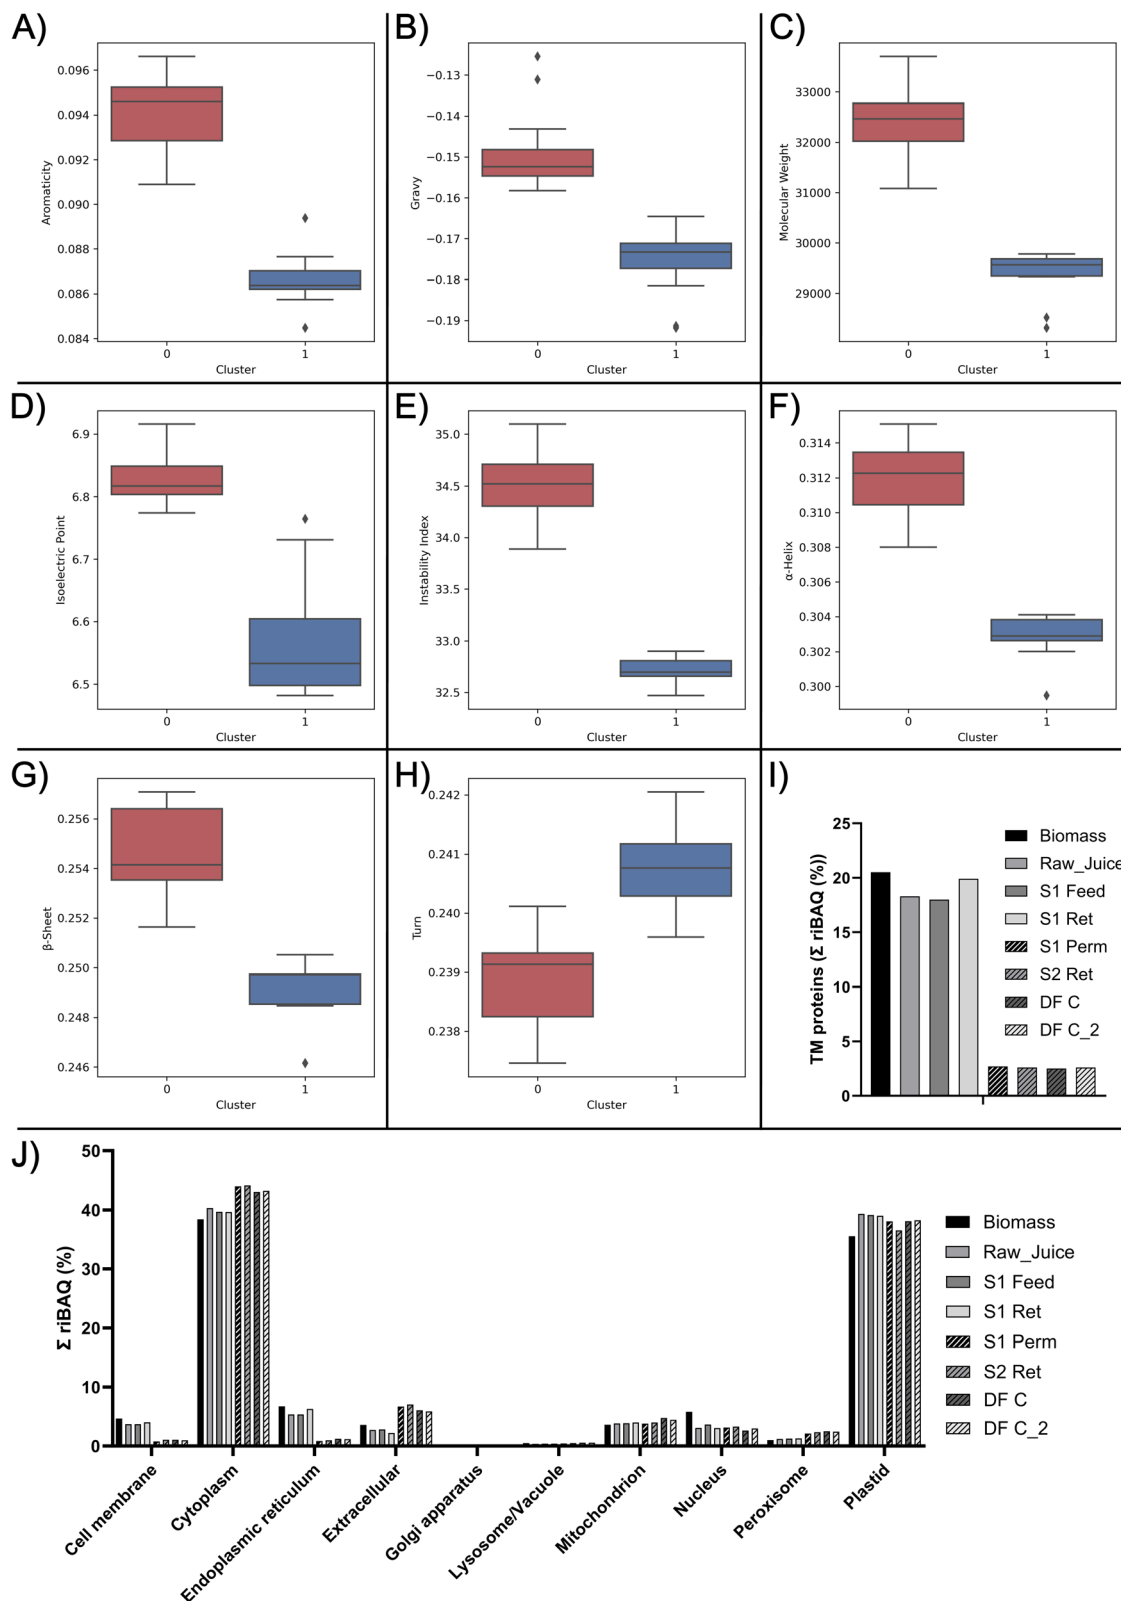 A)
0.096
0.094
0.092
0.090
0.088
0.086
0.084
Aromaticity
0
1
Cluster
B)
−0.13
−0.14
−0.15
−0.16
−0.17
−0.18
−0.19
Gravy
0
1
Cluster
C)
33000
32000
31000
30000
29000
Molecular Weight
0
1
Cluster
D)
6.9
6.8
6.7
6.6
6.5
Isoelectric Point
0
1
Cluster
E)
35.0
34.5
34.0
33.5
33.0
32.5
Instability Index
0
1
Cluster
F)
0.314
0.312
0.310
0.308
0.306
0.304
0.302
0.300
α-Helix
0
1
Cluster
G)
0.256
0.254
0.252
0.250
0.248
0.246
β-Sheet
0
1
Cluster
H)
0.242
0.241
0.240
0.239
0.238
Turn
0
1
Cluster
I)
25
20
15
10
5
0
TM proteins (Σ riBAQ (%))
Biomass
Raw_Juice
S1 Feed
S1 Ret
S1 Perm
S2 Ret
DF C
DF C_2
J)
50
40
30
20
10
0
Σ riBAQ (%)
Cell membrane
Cytoplasm
Endoplasmic reticulum
Extracellular
Golgi apparatus
Lysosome/Vacuole
Mitochondrion
Nucleus
Peroxisome
Plastid
Biomass
Raw_Juice
S1 Feed
S1 Ret
S1 Perm
S2 Ret
DF C
DF C_2